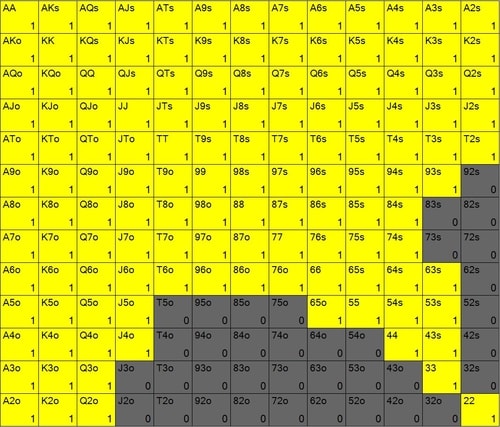 AA AKs AQs AJs ATs A9s A8s A7s A6s A5s A4s A3s A2s
1 1 1 1 1 1 1 1 1 1 1 1 1
AKo KK KQs KJs KTs K9s K8s K7s K6s K5s K4s K3s K2s
1 1 1 1 1 1 1 1 1 1 1 1 1
AQo KQo QQ QJs QTs Q9s Q8s Q7s Q6s Q5s Q4s Q3s Q2s
1 1 1 1 1 1 1 1 1 1 1 1 1
AJo KJo QJo JJ JTs J9s J8s J7s J6s J5s J4s J3s J2s
1 1 1 1 1 1 1 1 1 1 1 1 1
ATo KTo QTo JTo TT T9s T8s T7s T6s T5s T4s T3s T2s
1 1 1 1 1 1 1 1 1 1 1 1 1
A9o K9o Q9o J9o T9o 99 98s 97s 96s 95s 94s 93s 92s
1 1 1 1 1 1 1 1 1 1 1 1 0
A8o K8o Q8o J8o T8o 98o 88 87s 86s 85s 84s 83s 82s
1 1 1 1 1 1 1 1 1 1 1 0 0
A7o K7o Q7o J7o T7o 97o 87o 77 76s 75s 74s 73s 72s
1 1 1 1 1 1 1 1 1 1 1 0 0
A6o K6o Q6o J6o T6o 96o 86o 76o 66 65s 64s 63s 62s
1 1 1 1 1 1 1 1 1 1 1 1 0
A5o K5o Q5o J5o T5o 95o 85o 75o 65o 55 54s 53s 52s
1 1 1 1 0 0 0 0 1 1 1 1 0
A4o K4o Q4o J4o T4o 94o 84o 74o 64o 54o 44 43s 42s
1 1 1 1 0 0 0 0 0 0 1 1 0
A3o K3o Q3o J3o T3o 93o 83o 73o 63o 53o 43o 33 32s
1 1 1 0 0 0 0 0 0 0 0 1 0
A2o K2o Q2o J2o T2o 92o 82o 72o 62o 52o 42o 32o 22
1 1 1 0 0 0 0 0 0 0 0 0 1